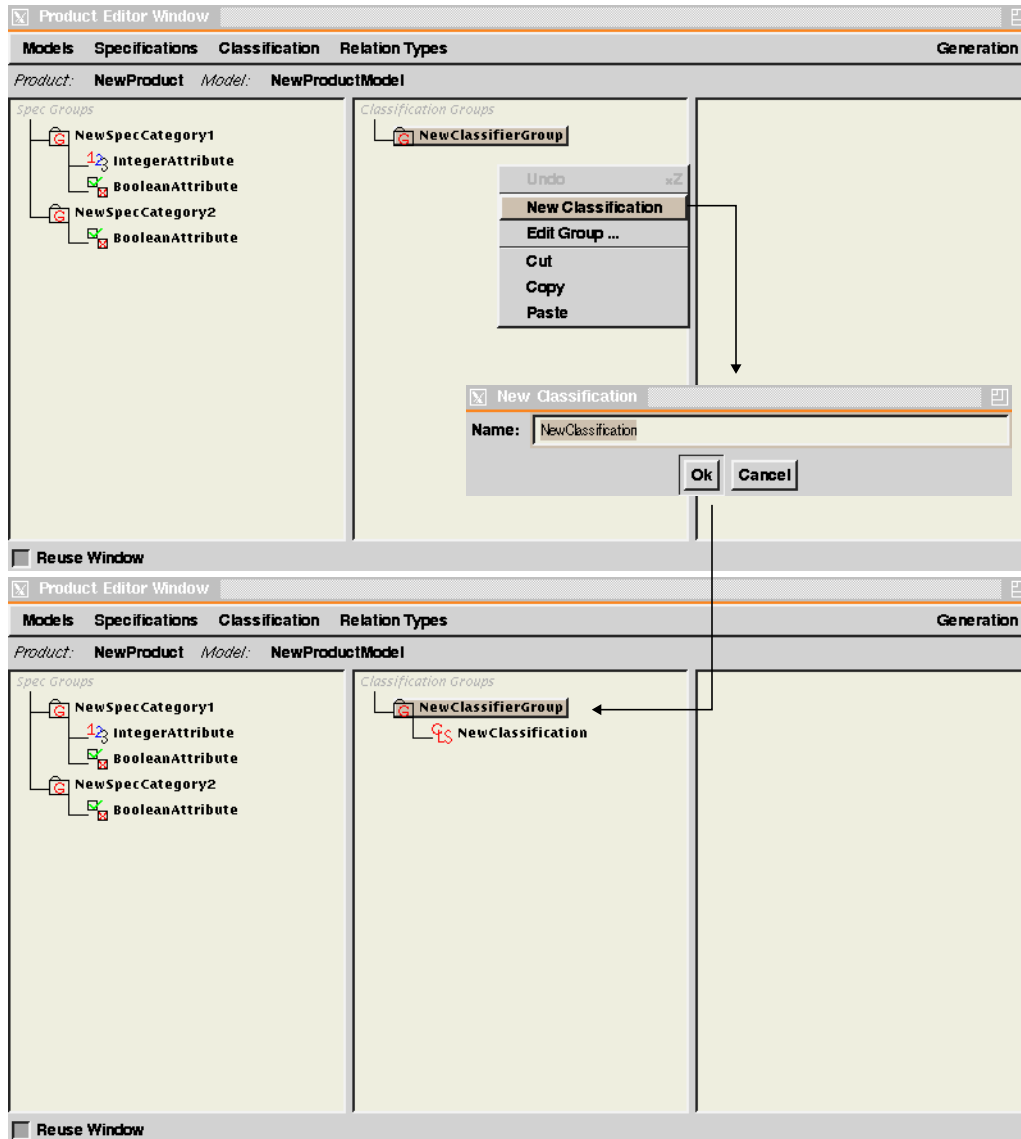 Product Editor Window
Models Specifications Classification Relation Types Generation
Product: NewProduct Model: NewProductModel
Spec Groups
NewSpecCategory1
IntegerAttribute
BooleanAttribute
NewSpecCategory2
BooleanAttribute
Classification Groups
NewClassifierGroup
Undo ×Z
New Classification
Edit Group ...
Cut
Copy
Paste
New Classification
Name: NewClassification
Ok Cancel
Reuse Window
Product Editor Window
Models Specifications Classification Relation Types Generation
Product: NewProduct Model: NewProductModel
Spec Groups
NewSpecCategory1
IntegerAttribute
BooleanAttribute
NewSpecCategory2
BooleanAttribute
Classification Groups
NewClassifierGroup
NewClassification
Reuse Window